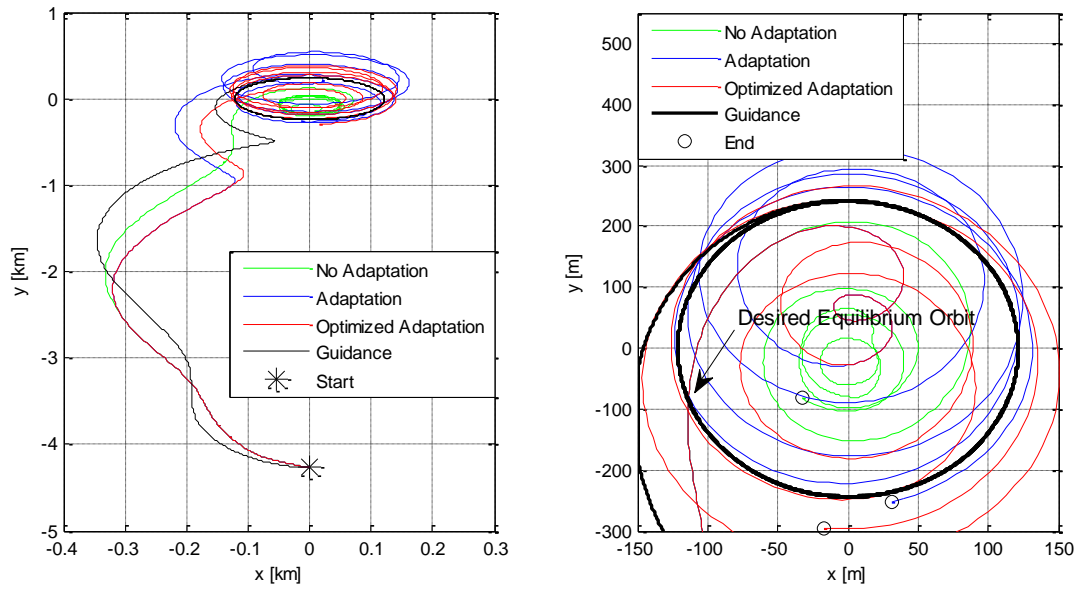 1
0
-1
-2
-3
-4
-5
-0.4
-0.3
-0.2
-0.1
0
0.1
0.2
0.3
x [km]
y [km]
No Adaptation
Adaptation
Optimized Adaptation
Guidance
Start
500
400
300
200
100
0
-100
-200
-300
-150
-100
-50
0
50
100
150
x [m]
y [m]
No Adaptation
Adaptation
Optimized Adaptation
Guidance
End
Desired Equilibrium Orbit